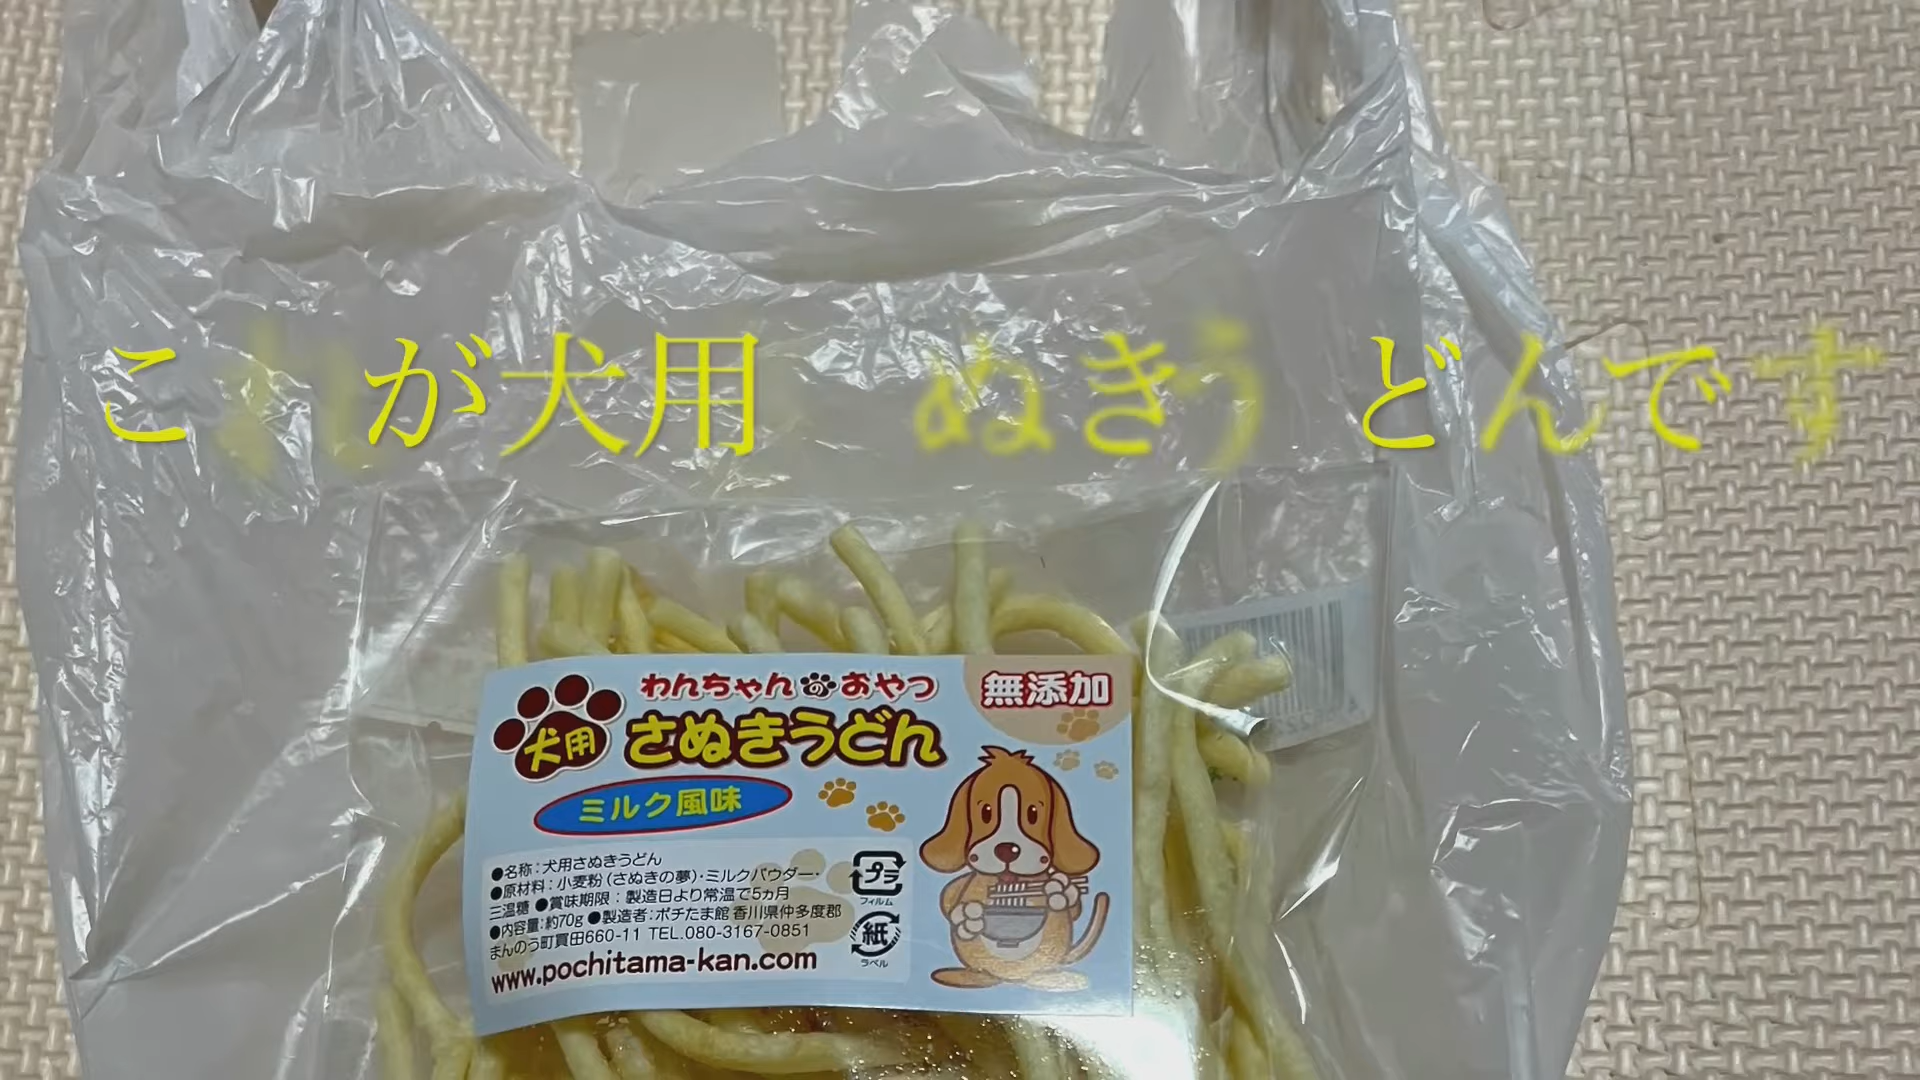 これが犬用 ぬきうどんです
わんちゃんのおやつ
無添加
犬用
さぬきうどん
ミルク風味
●名称：犬用さぬきうどん
●原材料：小麦粉（さぬきの夢）・ミルクパウダー・
三温糖 ●賞味期限：製造日より常温で5ヵ月
●内容量：約70g ●製造者：ポチたま館 香川県仲多度郡
まんのう町買田660-11 TEL.080-3167-0851
www.pochitama-kan.com
プラ
フィルム
紙
ラベル